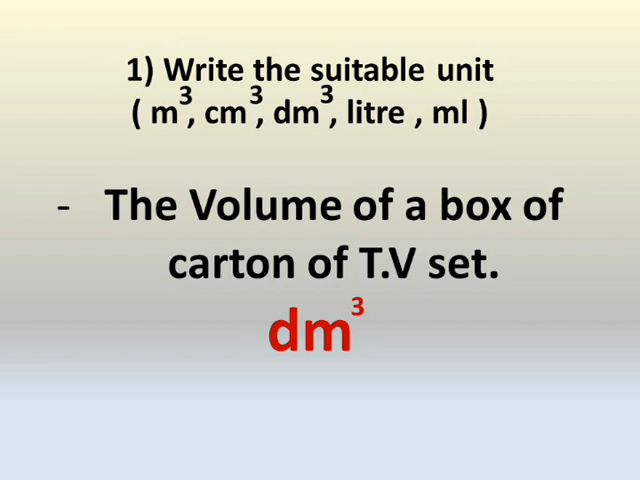 1) Write the suitable unit
( m³, cm³, dm³, litre , ml )
- The Volume of a box of
carton of T.V set.
dm³